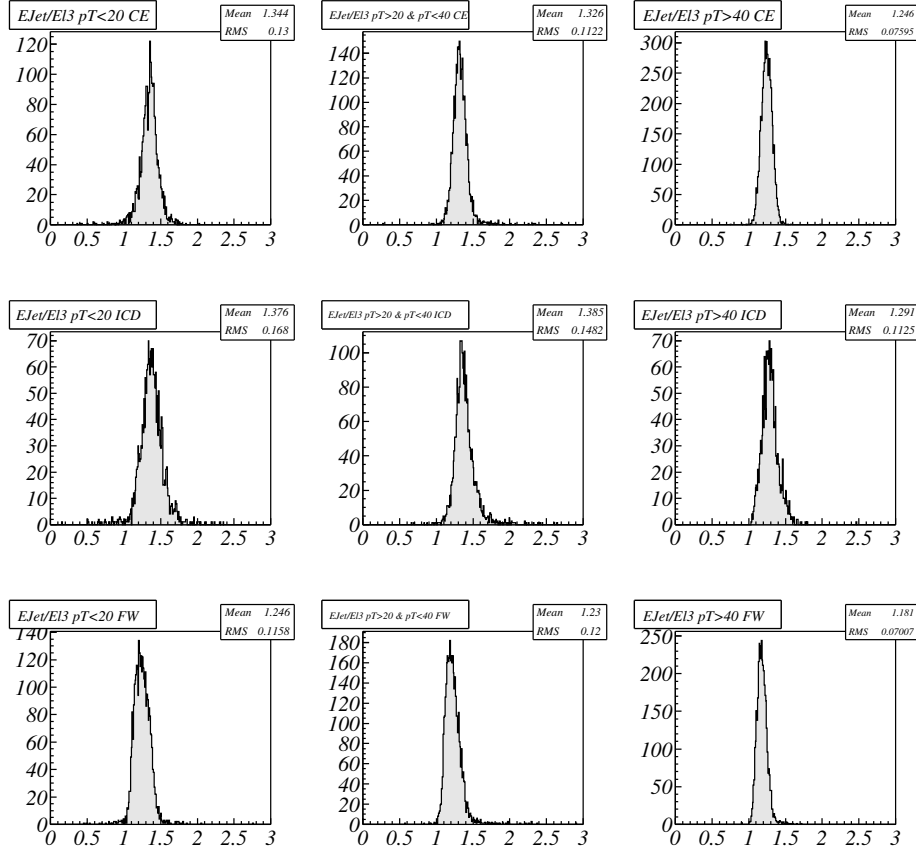 EJet/El3 pT<20 CE
Mean 1.344
RMS 0.13
120
100
80
60
40
20
0
0 0.5 1 1.5 2 2.5 3
EJet/El3 pT>20 & pT<40 CE
Mean 1.326
RMS 0.1122
140
120
100
80
60
40
20
0
0 0.5 1 1.5 2 2.5 3
EJet/El3 pT>40 CE
Mean 1.246
RMS 0.07595
300
250
200
150
100
50
0
0 0.5 1 1.5 2 2.5 3
EJet/El3 pT<20 ICD
Mean 1.376
RMS 0.168
70
60
50
40
30
20
10
0
0 0.5 1 1.5 2 2.5 3
EJet/El3 pT>20 & pT<40 ICD
Mean 1.385
RMS 0.1482
100
80
60
40
20
0
0 0.5 1 1.5 2 2.5 3
EJet/El3 pT>40 ICD
Mean 1.291
RMS 0.1125
70
60
50
40
30
20
10
0
0 0.5 1 1.5 2 2.5 3
EJet/El3 pT<20 FW
Mean 1.246
RMS 0.1158
140
120
100
80
60
40
20
0
0 0.5 1 1.5 2 2.5 3
EJet/El3 pT>20 & pT<40 FW
Mean 1.23
RMS 0.12
180
160
140
120
100
80
60
40
20
0
0 0.5 1 1.5 2 2.5 3
EJet/El3 pT>40 FW
Mean 1.181
RMS 0.07007
250
200
150
100
50
0
0 0.5 1 1.5 2 2.5 3